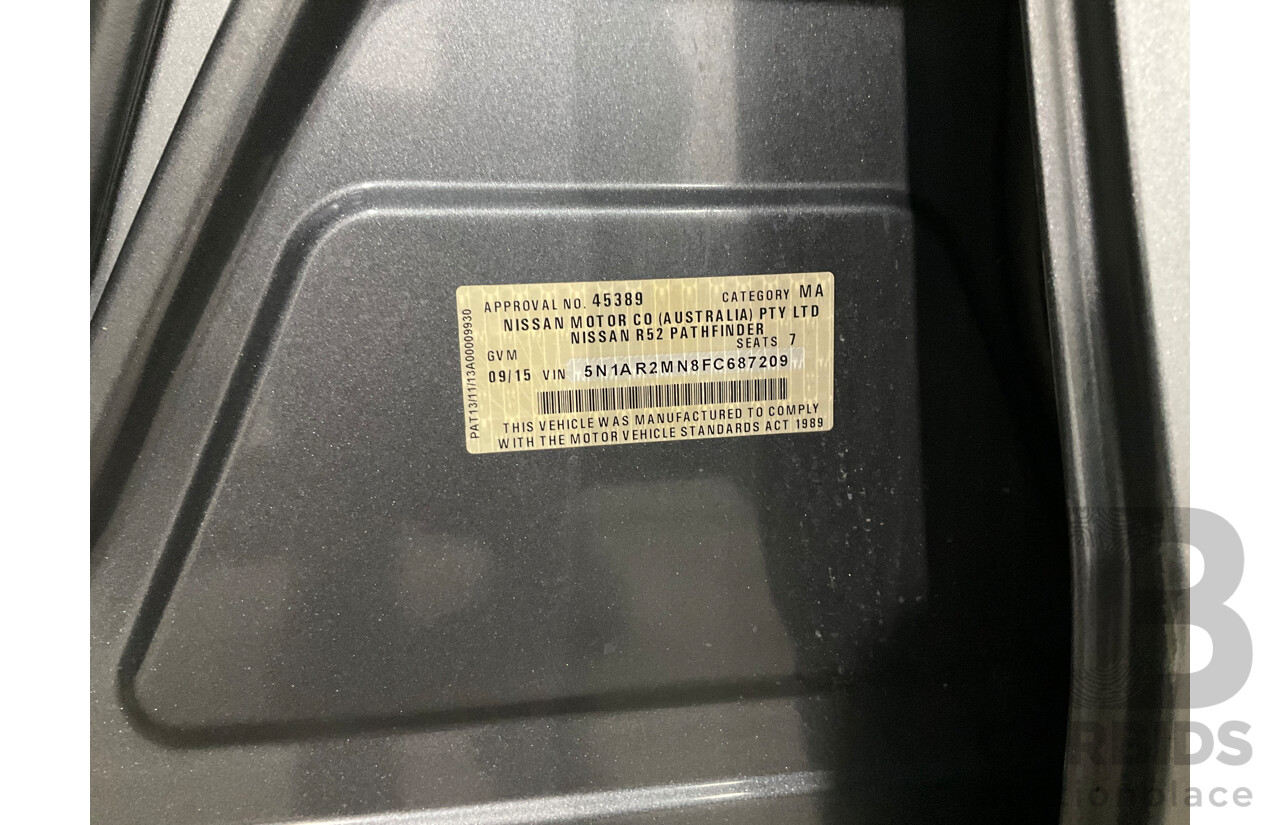 APPROVAL NO. 45389 CATEGORY MA
NISSAN MOTOR CO (AUSTRALIA) PTY LTD
NISSAN R52 PATHFINDER
SEATS 7
GVM
09/15 VIN 5N1AR2MN8FC687209
THIS VEHICLE WAS MANUFACTURED TO COMPLY
WITH THE MOTOR VEHICLE STANDARDS ACT 1989
PAT13/11/13A00009930